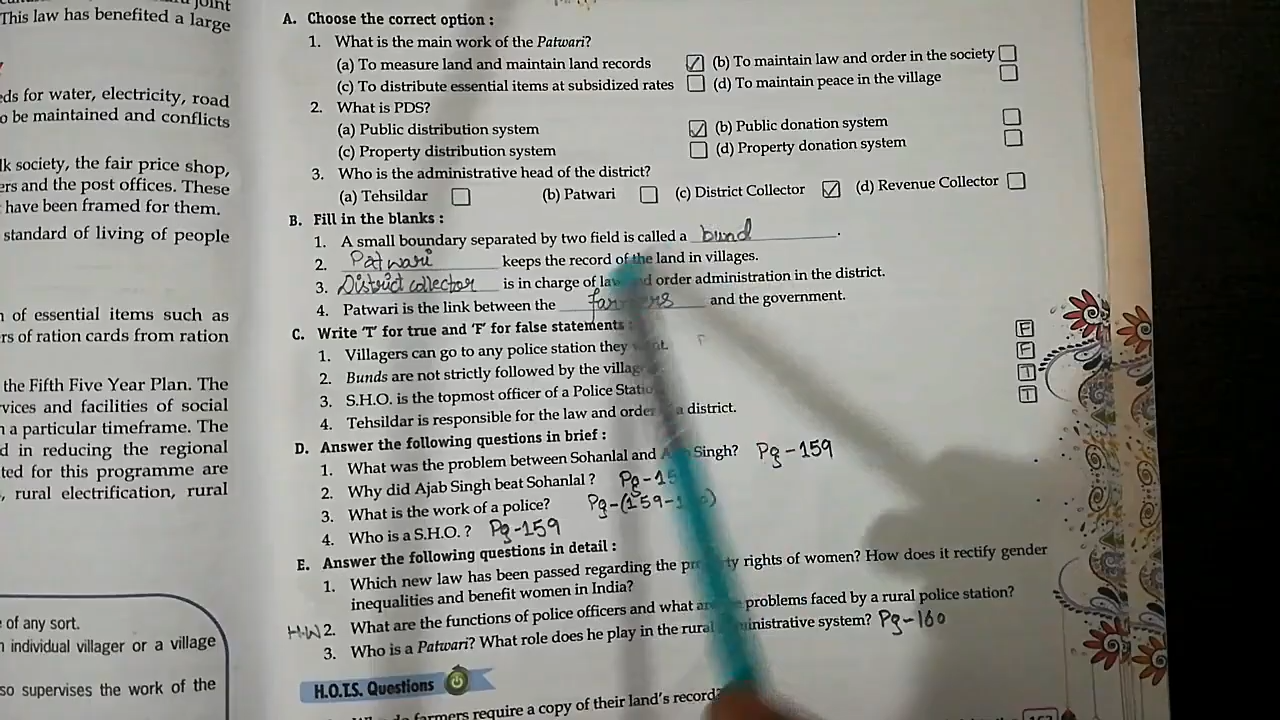 joint
This law has benefited a large
eds for water, electricity, road
o be maintained and conflicts
lk society, the fair price shop,
ers and the post offices. These
have been framed for them.
standard of living of people
n of essential items such as
rs of ration cards from ration
the Fifth Five Year Plan. The
vices and facilities of social
n a particular timeframe. The
d in reducing the regional
ted for this programme are
, rural electrification, rural
e of any sort.
n individual villager or a village
so supervises the work of the
A. Choose the correct option :
1. What is the main work of the Patwari?
(a) To measure land and maintain land records (b) To maintain law and order in the society
(c) To distribute essential items at subsidized rates (d) To maintain peace in the village
2. What is PDS?
(a) Public distribution system (b) Public donation system
(c) Property distribution system (d) Property donation system
3. Who is the administrative head of the district?
(a) Tehsildar (b) Patwari (c) District Collector (d) Revenue Collector
B. Fill in the blanks :
1. A small boundary separated by two field is called a bund.
2. Patwari keeps the record of the land in villages.
3. District collector is in charge of law and order administration in the district.
4. Patwari is the link between the farmers and the government.
C. Write 'T' for true and 'F' for false statements :
1. Villagers can go to any police station they F
2. Bunds are not strictly followed by the F
3. S.H.O. is the topmost officer of a Police T
4. Tehsildar is responsible for the law and order a district. T
D. Answer the following questions in brief :
1. What was the problem between Sohanlal and Singh? Pg-159
2. Why did Ajab Singh beat Sohanlal ? Pg-15
3. What is the work of a police? Pg-(159-
4. Who is a S.H.O. ? Pg-159
E. Answer the following questions in detail :
1. Which new law has been passed regarding the property rights of women? How does it rectify gender
inequalities and benefit women in India?
H.W 2. What are the functions of police officers and what problems faced by a rural police station?
3. Who is a Patwari? What role does he play in the rural administrative system? Pg-160
H.O.T.S. Questions
farmers require a copy of their land's record?